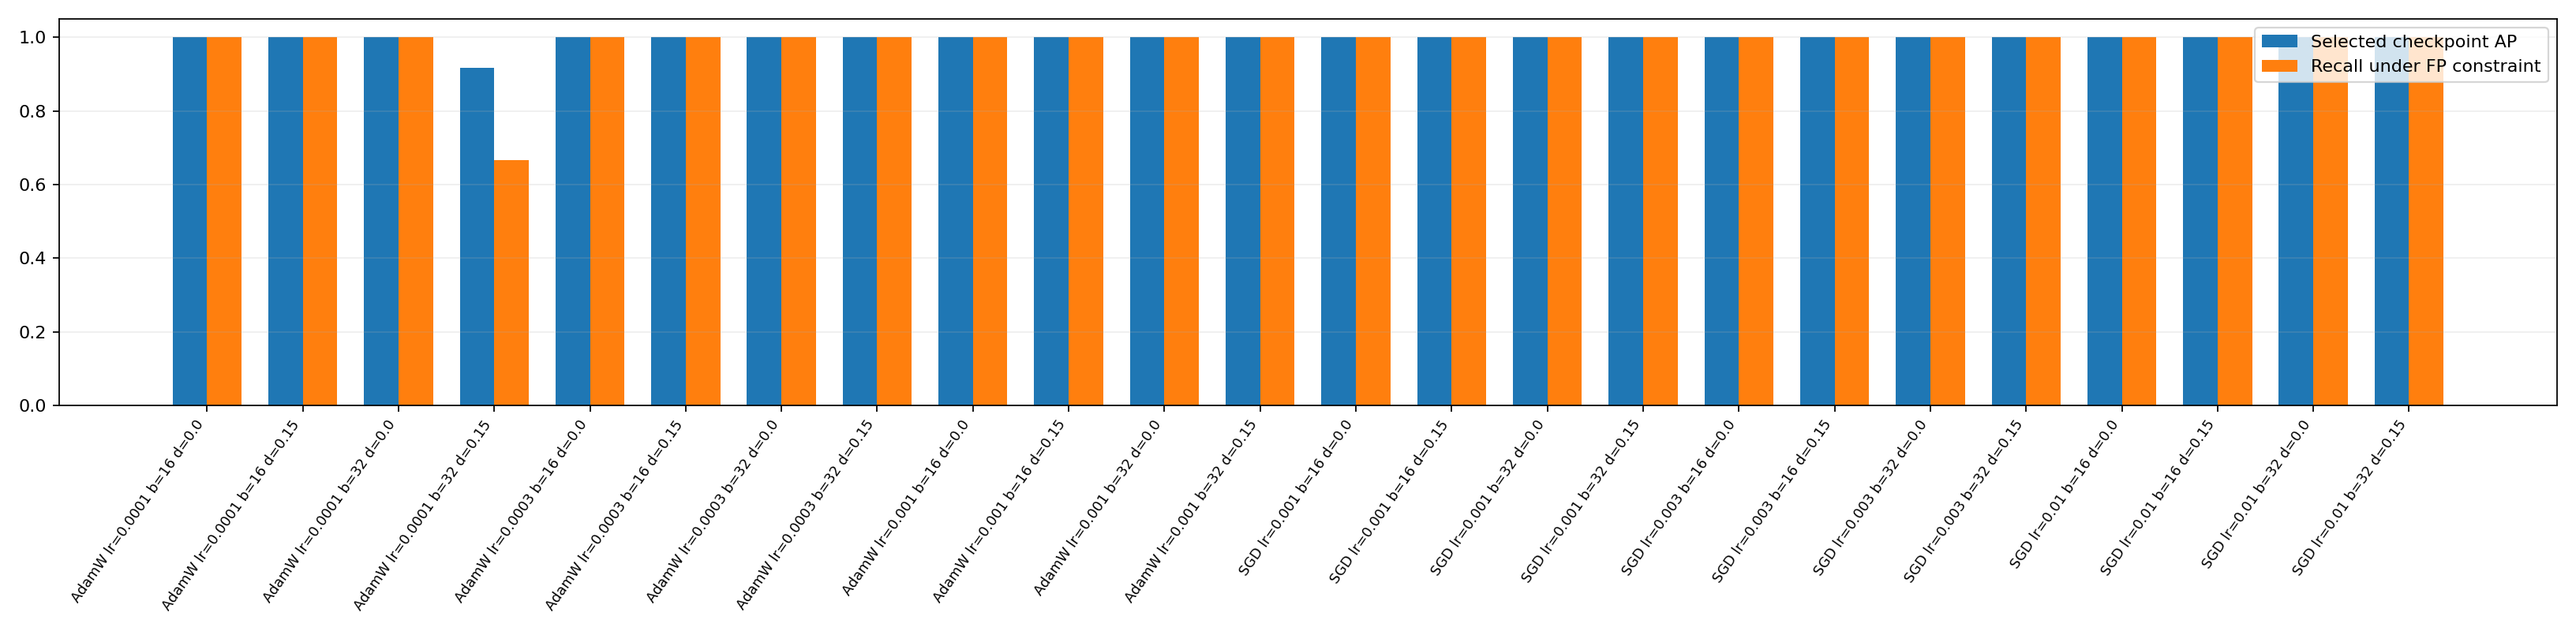 1.0
0.8
0.6
0.4
0.2
0.0
Selected checkpoint AP
Recall under FP constraint
AdamW lr=0.0001 b=16 d=0.0
AdamW lr=0.0001 b=16 d=0.15
AdamW lr=0.0001 b=32 d=0.0
AdamW lr=0.0001 b=32 d=0.15
AdamW lr=0.0003 b=16 d=0.0
AdamW lr=0.0003 b=16 d=0.15
AdamW lr=0.0003 b=32 d=0.0
AdamW lr=0.0003 b=32 d=0.15
AdamW lr=0.001 b=16 d=0.0
AdamW lr=0.001 b=16 d=0.15
AdamW lr=0.001 b=32 d=0.0
AdamW lr=0.001 b=32 d=0.15
SGD lr=0.001 b=16 d=0.0
SGD lr=0.001 b=16 d=0.15
SGD lr=0.001 b=32 d=0.0
SGD lr=0.001 b=32 d=0.15
SGD lr=0.003 b=16 d=0.0
SGD lr=0.003 b=16 d=0.15
SGD lr=0.003 b=32 d=0.0
SGD lr=0.003 b=32 d=0.15
SGD lr=0.01 b=16 d=0.0
SGD lr=0.01 b=16 d=0.15
SGD lr=0.01 b=32 d=0.0
SGD lr=0.01 b=32 d=0.15